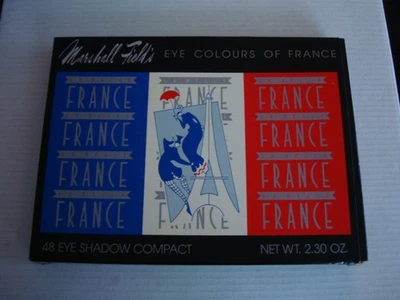 Marshall Field's EYE COLOURS OF FRANCE
FRANCE FRANCE FRANCE
FRANCE FRANCE
FRANCE FRANCE
FRANCE FRANCE FRANCE
48 EYE SHADOW COMPACT NET WT. 2.30 OZ.